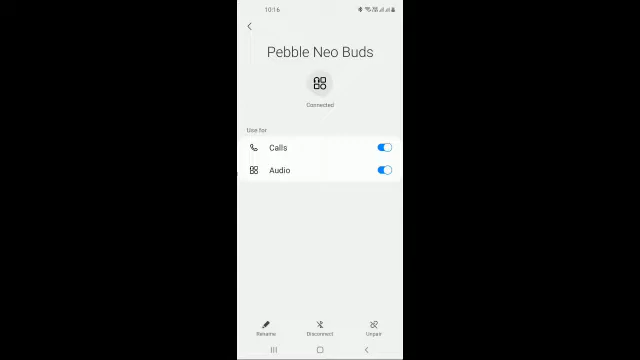 10:16
Pebble Neo Buds
Connected
Use for
Calls
Audio
Rename
Disconnect
Unpair